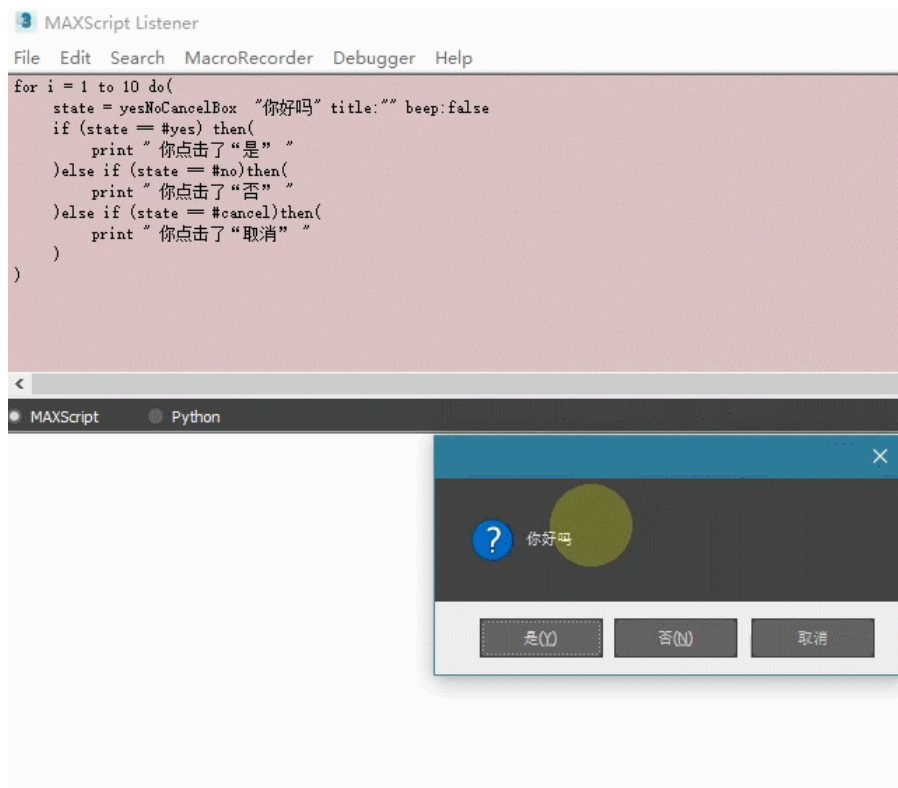 MAXScript Listener
File Edit Search MacroRecorder Debugger Help
for i = 1 to 10 do(
    state = yesNoCancelBox  "你好吗" title:"" beep:false
    if (state == #yes) then(
        print " 你点击了“是” "
    )else if (state == #no)then(
        print " 你点击了“否” "
    )else if (state == #cancel)then(
        print " 你点击了“取消” "
    )
)
MAXScript Python
你好吗
是(Y) 否(N) 取消